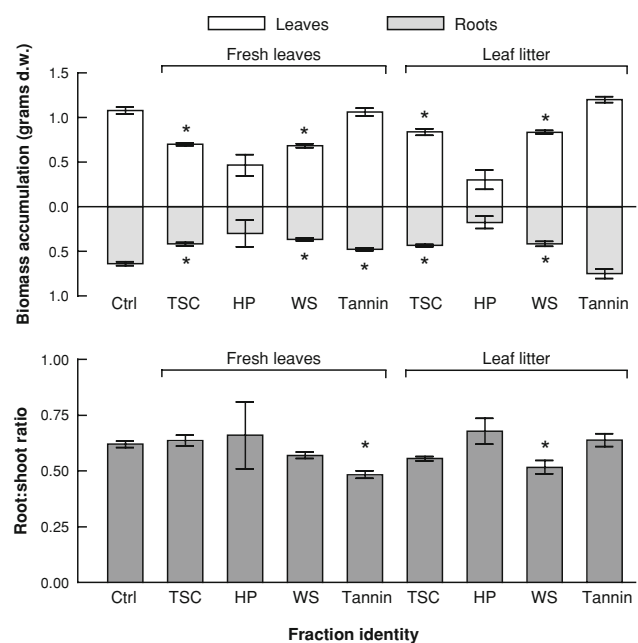 Leaves Roots
Fresh leaves Leaf litter
Biomass accumulation (grams d.w.)
1.5
1.0
0.5
0.0
0.5
1.0
* * * *
* * * * *
Ctrl TSC HP WS Tannin TSC HP WS Tannin
Fresh leaves Leaf litter
Root:shoot ratio
1.00
0.75
0.50
0.25
0.00
* *
Ctrl TSC HP WS Tannin TSC HP WS Tannin
Fraction identity